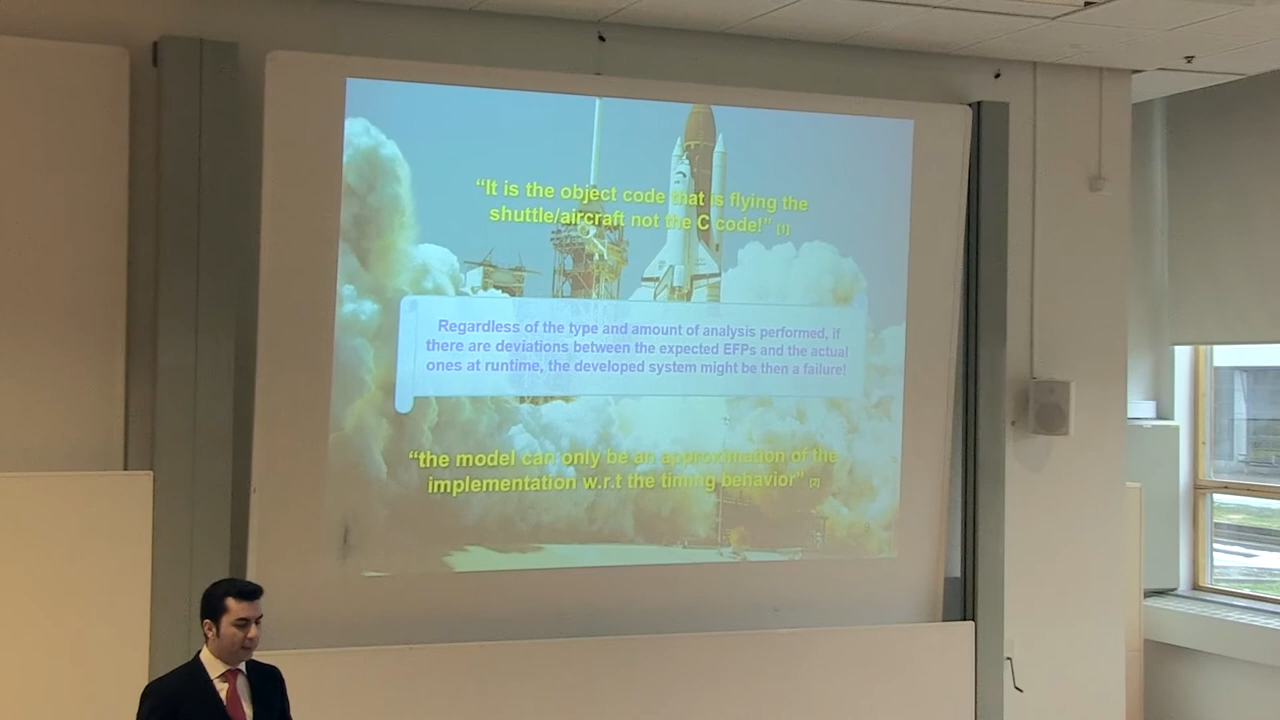 “It is the object code that is flying the
shuttle/aircraft not the C code!” [1]
Regardless of the type and amount of analysis performed, if
there are deviations between the expected EFPs and the actual
ones at runtime, the developed system might be then a failure!
“the model can only be an approximation of the
implementation w.r.t the timing behavior” [2]
9